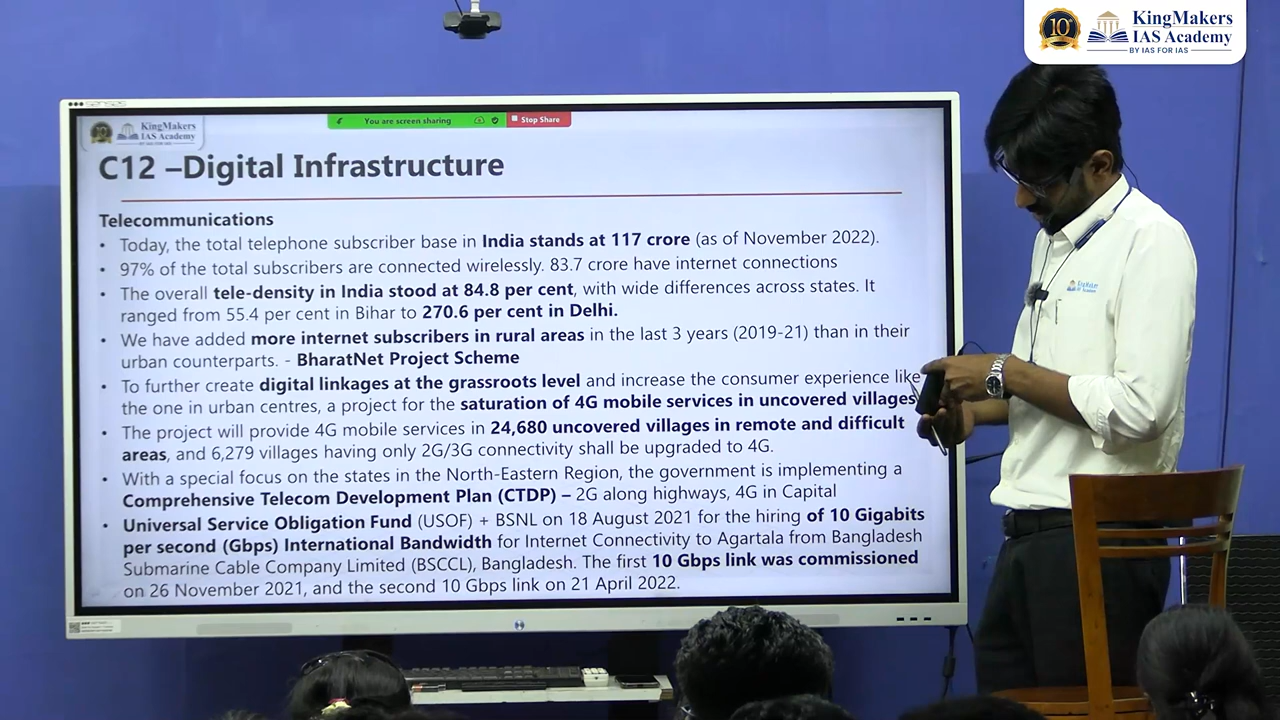 10
KingMakers
IAS Academy
BY IAS FOR IAS
KingMakers
IAS Academy
BY IAS FOR IAS
You are screen sharing
Stop Share
C12 –Digital Infrastructure
Telecommunications
• Today, the total telephone subscriber base in India stands at 117 crore (as of November 2022).
• 97% of the total subscribers are connected wirelessly. 83.7 crore have internet connections
• The overall tele-density in India stood at 84.8 per cent, with wide differences across states. It
ranged from 55.4 per cent in Bihar to 270.6 per cent in Delhi.
• We have added more internet subscribers in rural areas in the last 3 years (2019-21) than in their
urban counterparts. - BharatNet Project Scheme
• To further create digital linkages at the grassroots level and increase the consumer experience like
the one in urban centres, a project for the saturation of 4G mobile services in uncovered villages
• The project will provide 4G mobile services in 24,680 uncovered villages in remote and difficult
areas, and 6,279 villages having only 2G/3G connectivity shall be upgraded to 4G.
• With a special focus on the states in the North-Eastern Region, the government is implementing a
Comprehensive Telecom Development Plan (CTDP) – 2G along highways, 4G in Capital
• Universal Service Obligation Fund (USOF) + BSNL on 18 August 2021 for the hiring of 10 Gigabits
per second (Gbps) International Bandwidth for Internet Connectivity to Agartala from Bangladesh
Submarine Cable Company Limited (BSCCL), Bangladesh. The first 10 Gbps link was commissioned
on 26 November 2021, and the second 10 Gbps link on 21 April 2022.